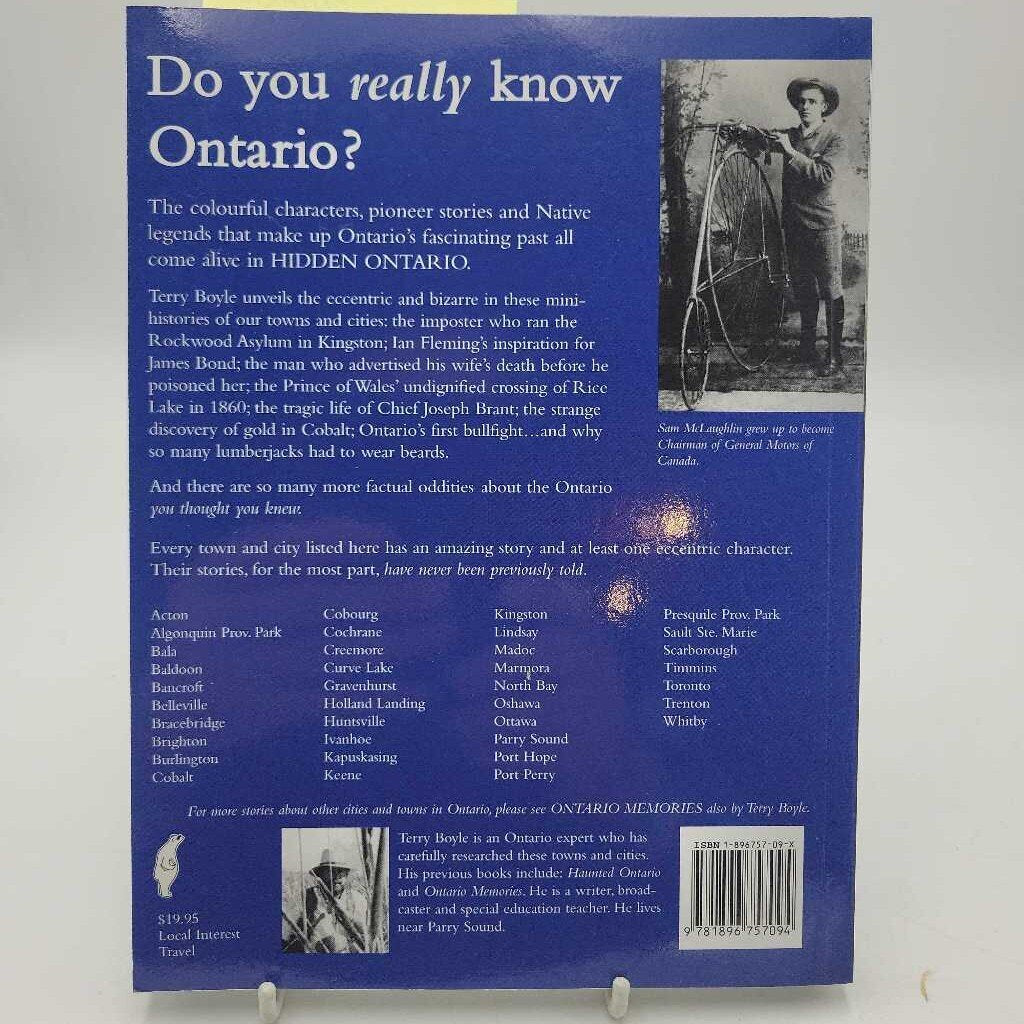 Do you really know
Ontario?
The colourful characters, pioneer stories and Native
legends that make up Ontario's fascinating past all
come alive in HIDDEN ONTARIO.
Terry Boyle unveils the eccentric and bizarre in these mini-
histories of our towns and cities: the imposter who ran the
Rockwood Asylum in Kingston; Ian Fleming's inspiration for
James Bond; the man who advertised his wife's death before he
poisoned her; the Prince of Wales' undignified crossing of Rice
Lake in 1860; the tragic life of Chief Joseph Brant; the strange
discovery of gold in Cobalt; Ontario's first bullfight...and why
so many lumberjacks had to wear beards.
And there are so many more factual oddities about the Ontario
you thought you knew.
Sam McLaughlin grew up to become
Chairman of General Motors of
Canada.
Every town and city listed here has an amazing story and at least one eccentric character.
Their stories, for the most part, have never been previously told.
Acton
Algonquin Prov. Park
Bala
Baldoon
Bancroft
Belleville
Bracebridge
Brighton
Burlington
Cobalt
Cobourg
Cochrane
Creemore
Curve Lake
Gravenhurst
Holland Landing
Huntsville
Ivanhoe
Kapuskasing
Keene
Kingston
Lindsay
Madoc
Marmora
North Bay
Oshawa
Ottawa
Parry Sound
Port Hope
Port Perry
Presquile Prov. Park
Sault Ste. Marie
Scarborough
Timmins
Toronto
Trenton
Whitby
For more stories about other cities and towns in Ontario, please see ONTARIO MEMORIES also by Terry Boyle.
$19.95
Local Interest
Travel
Terry Boyle is an Ontario expert who has
carefully researched these towns and cities.
His previous books include: Haunted Ontario
and Ontario Memories. He is a writer, broad-
caster and special education teacher. He lives
near Parry Sound.
ISBN 1-896757-09-X
9 781896 757094